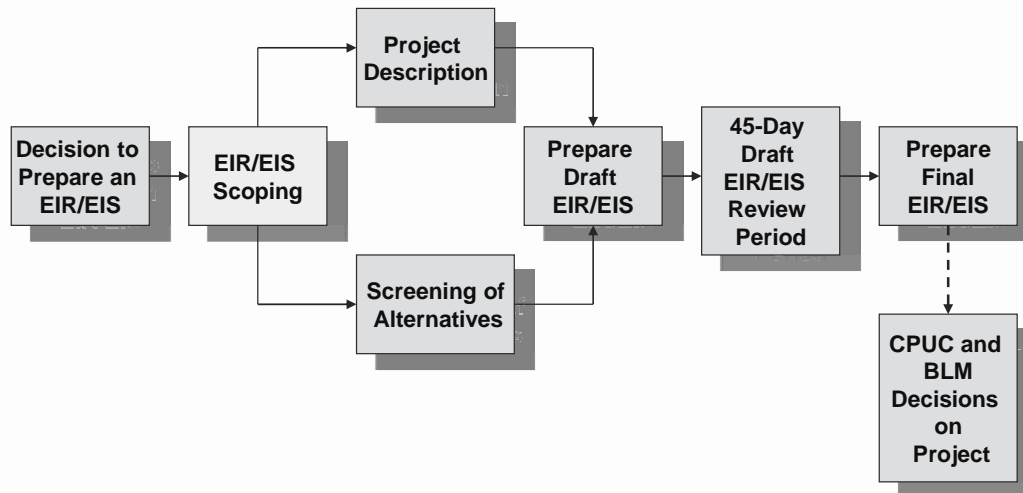 Decision to
Prepare an
EIR/EIS
EIR/EIS
Scoping
Project
Description
Screening of
Alternatives
Prepare
Draft
EIR/EIS
45-Day
Draft
EIR/EIS
Review
Period
Prepare
Final
EIR/EIS
CPUC and
BLM
Decisions
on
Project